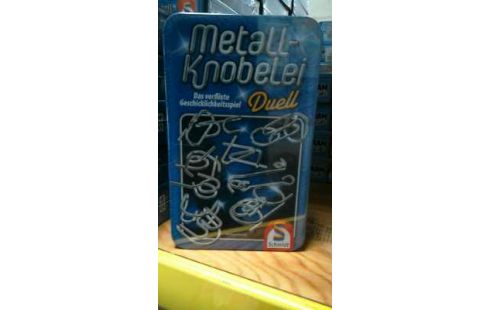 Metall-
Knobelei
Das verflixte
Geschicklichkeitsspiel
Duell
S
Schmidt